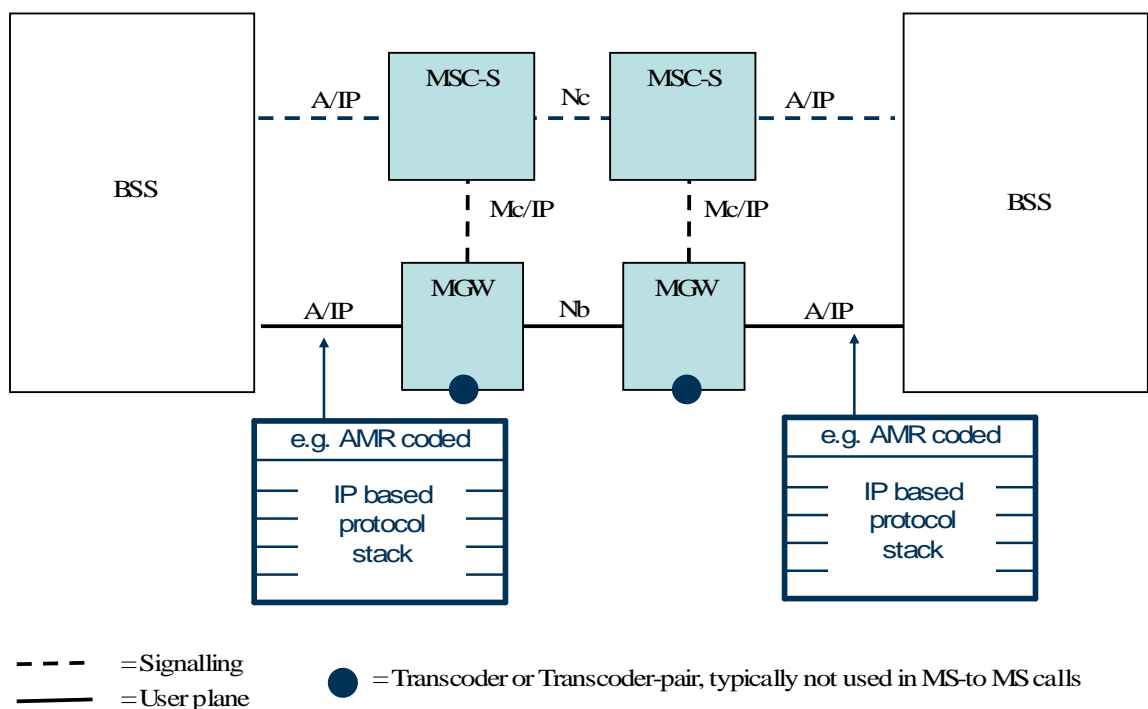 MSC-S
MSC-S
A/IP
Nc
A/IP
BSS
BSS
Mc/IP
Mc/IP
MGW
MGW
A/IP
Nb
A/IP
e.g. AMR coded
IP based
protocol
stack
e.g. AMR coded
IP based
protocol
stack
= Signalling
= User plane
= Transcoder or Transcoder-pair, typically not used in MS-to MS calls